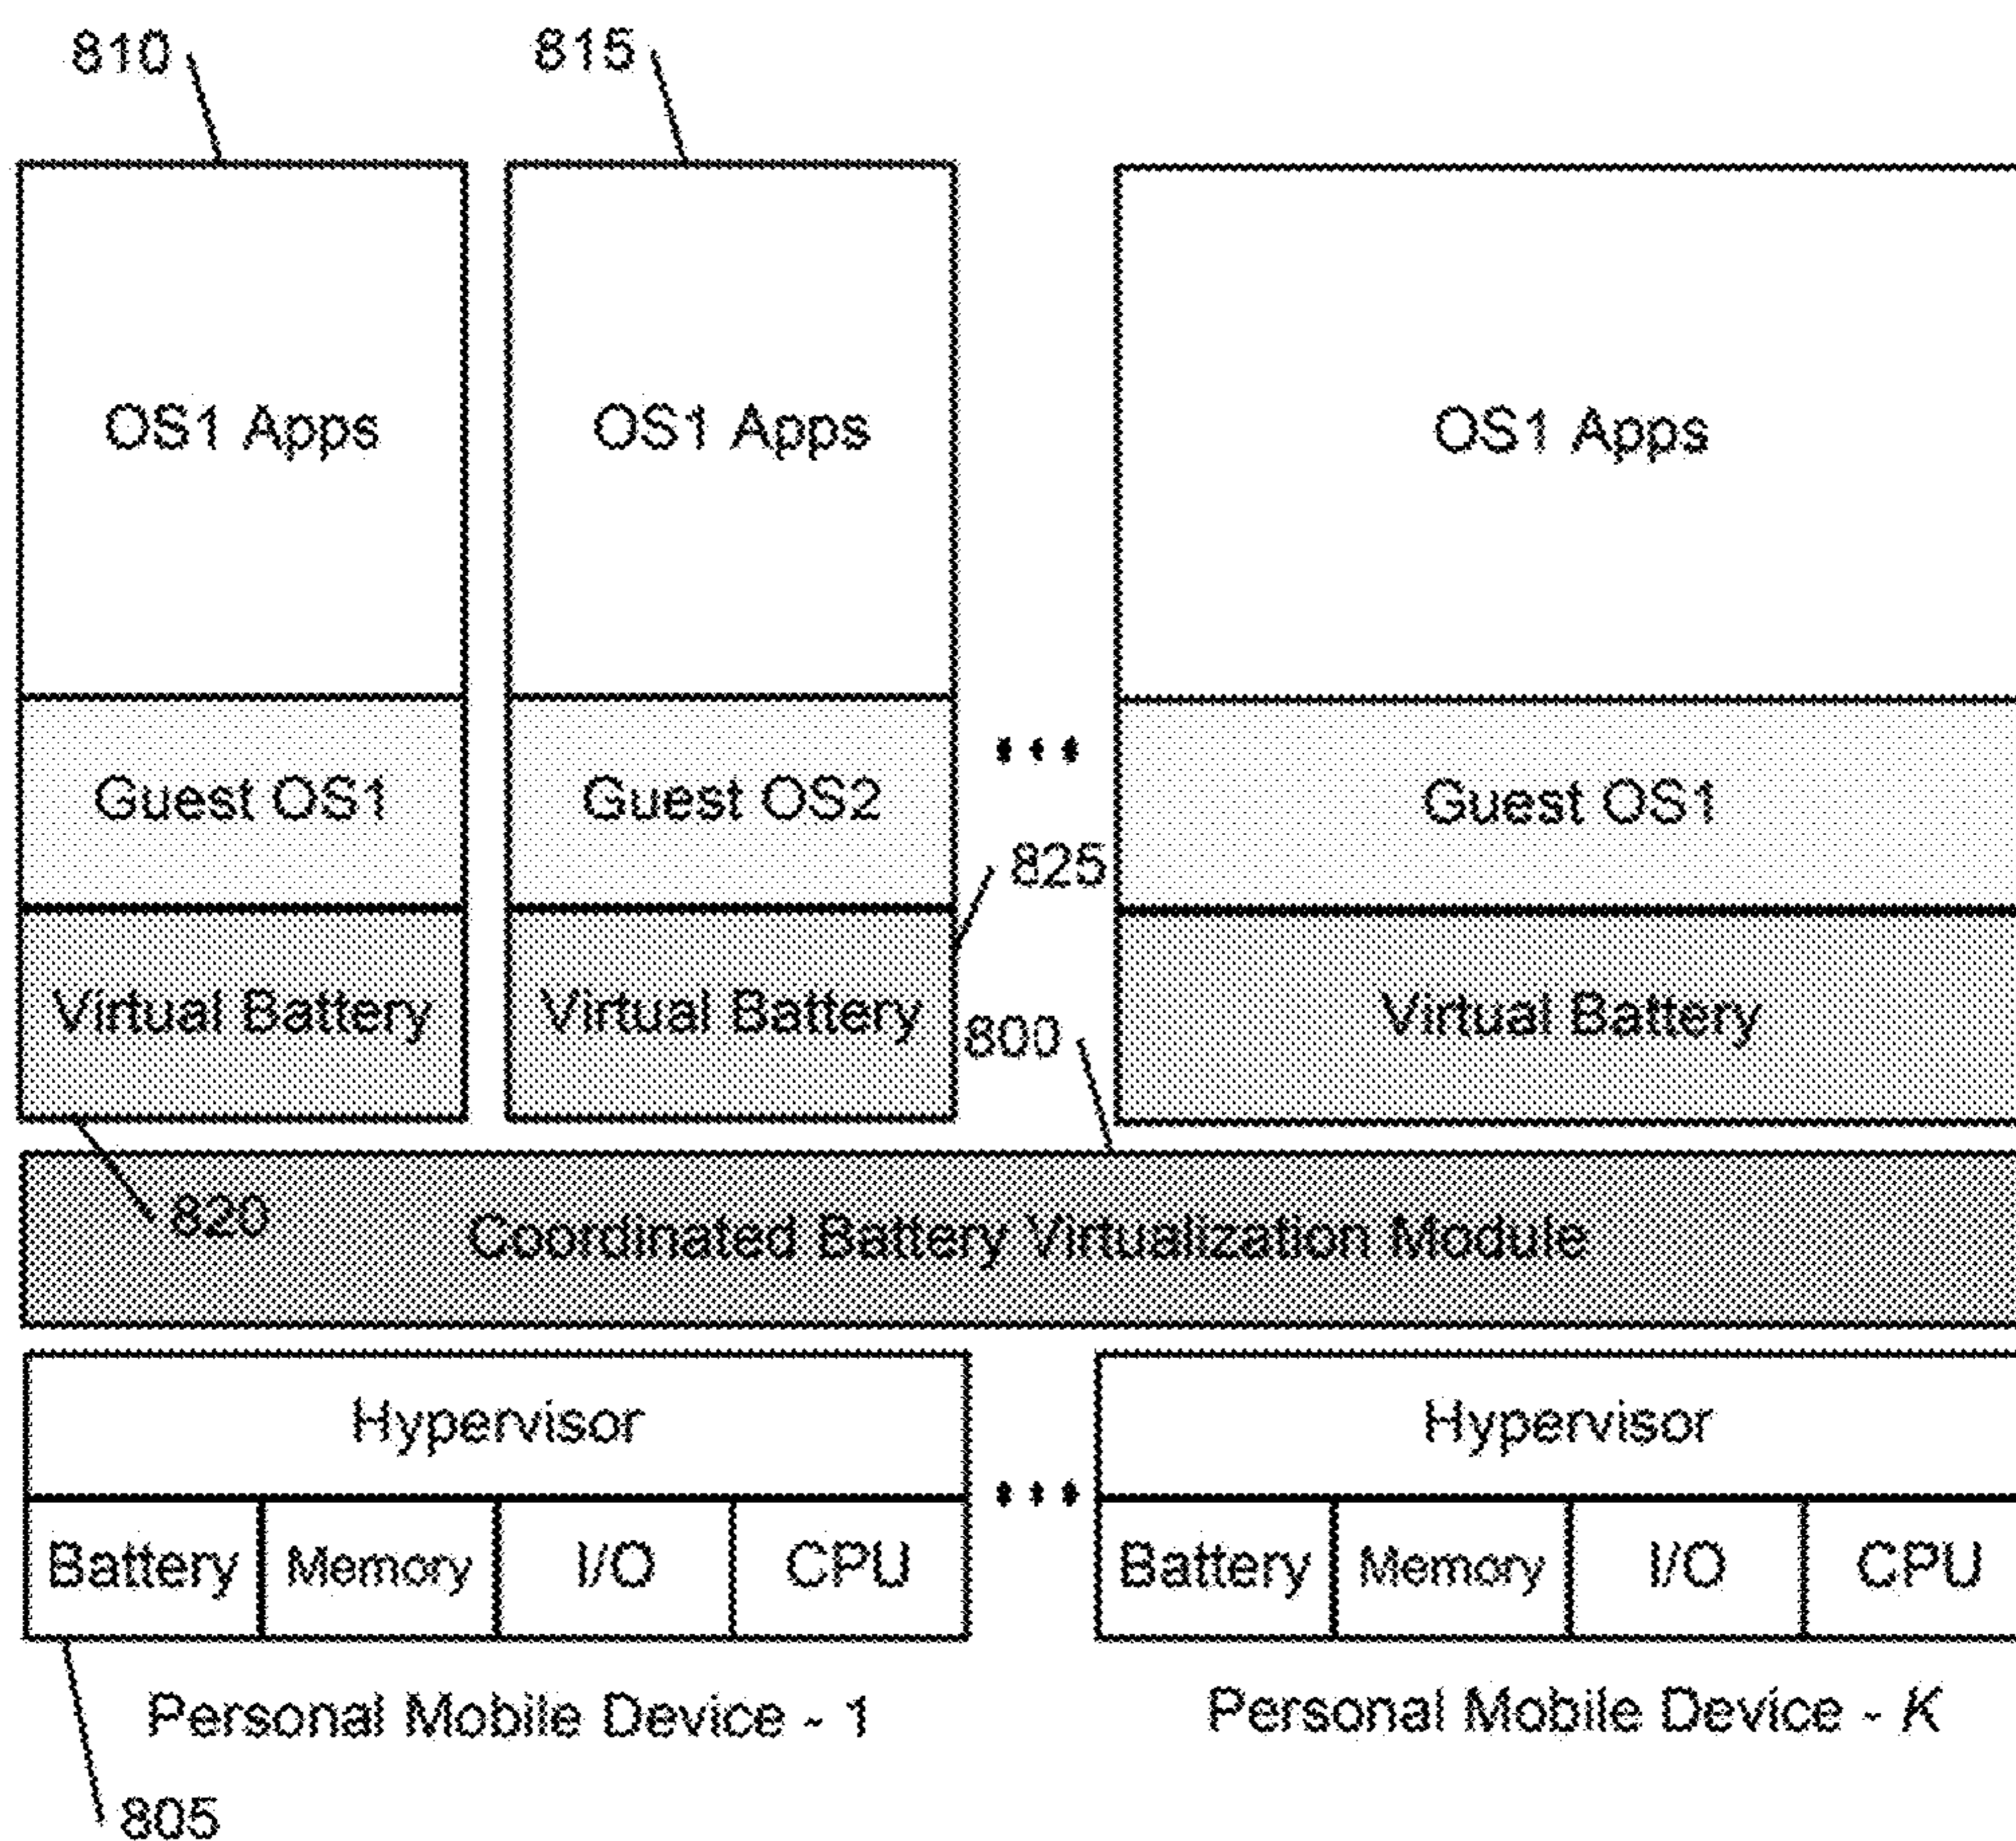 810
815
OS1 Apps
OS1 Apps
OS1 Apps
Guest OS1
Guest OS2
Guest OS1
825
Virtual Battery
Virtual Battery
Virtual Battery
800
820
Coordinated Battery Virtualization Module
Hypervisor
Hypervisor
Battery
Memory
I/O
CPU
Battery
Memory
I/O
CPU
Personal Mobile Device - 1
Personal Mobile Device - K
805